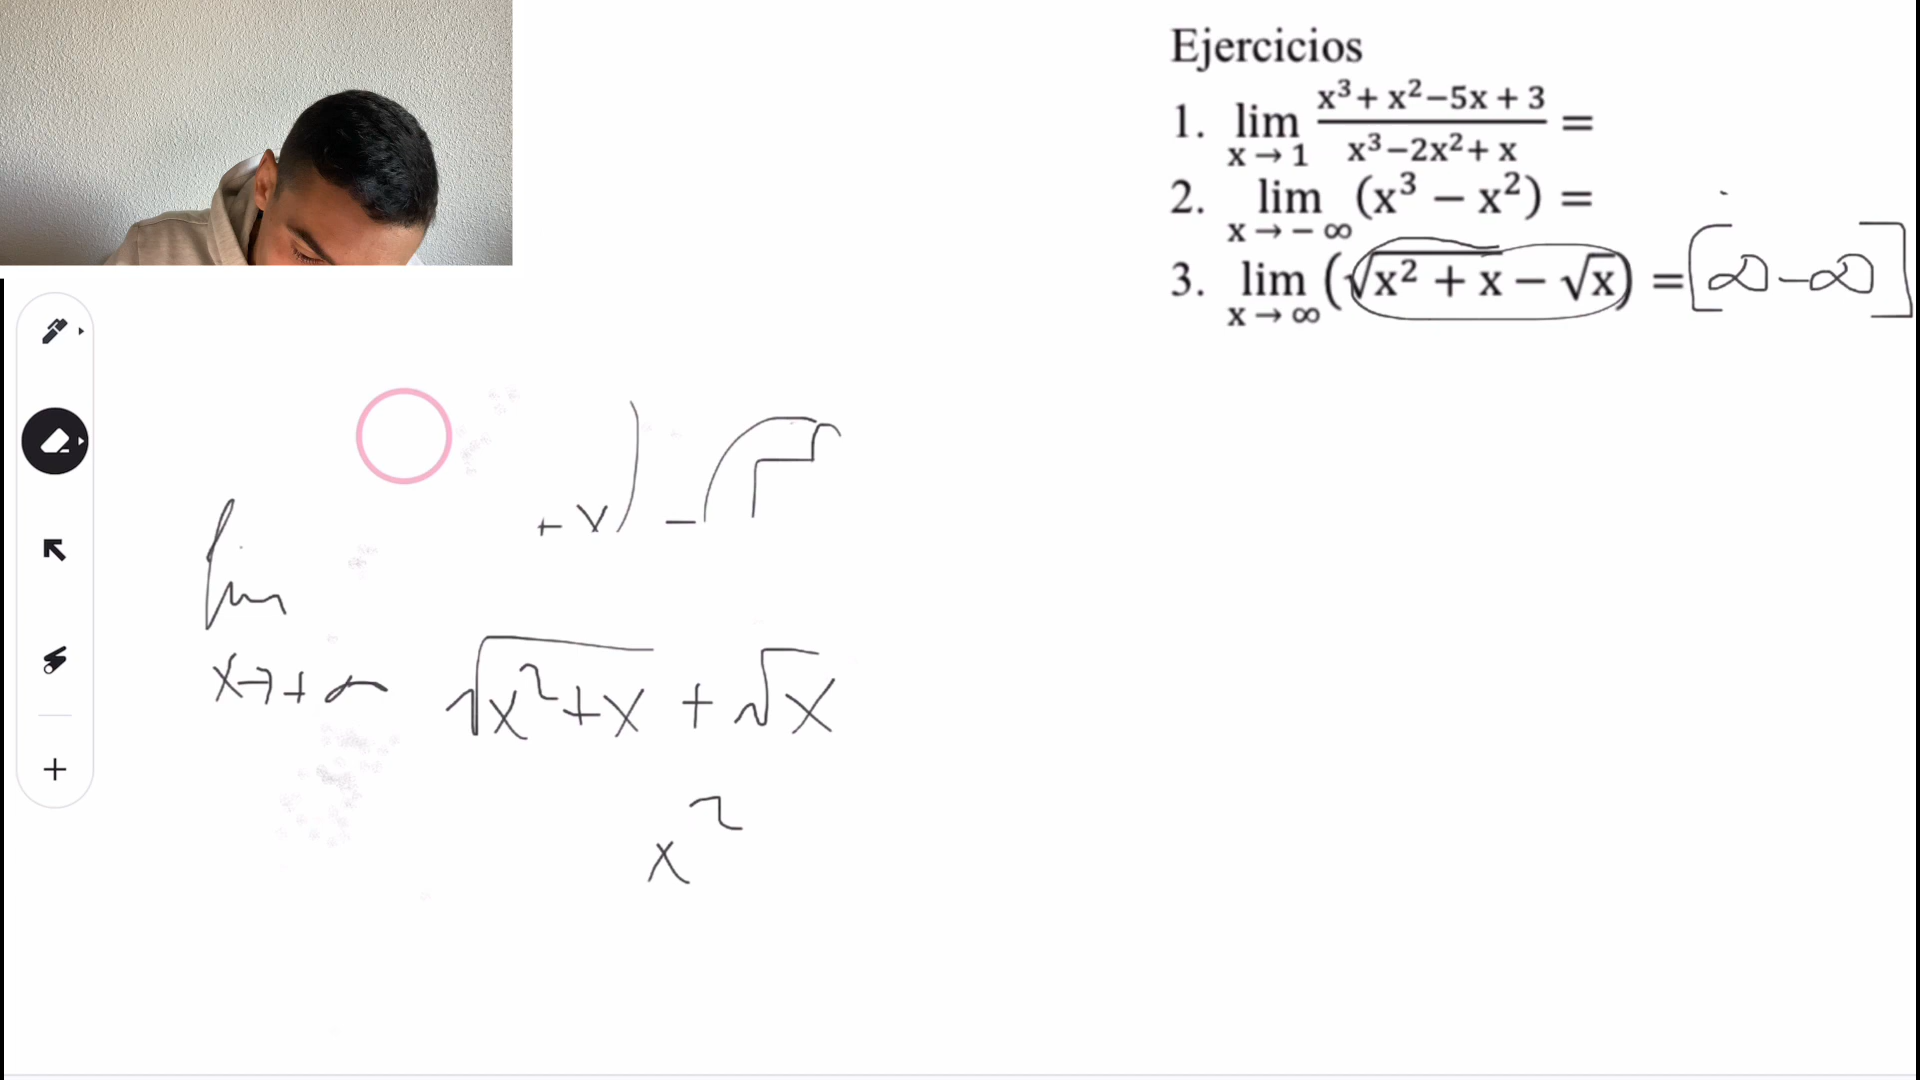 Ejercicios
1. lim x→1 (x³+ x²−5x + 3)/(x³−2x²+ x) =
2. lim x→− ∞ (x³ − x²) =
3. lim x→ ∞ (√(x² + x) − √x) = [∞−∞]
+ x) −
lim
x→+∞ √(x²+x) + √x
x²